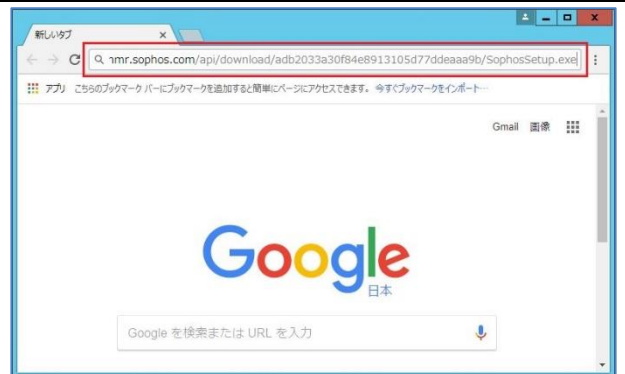 新しいタブ
nmr.sophos.com/api/download/adb2033a30f84e8913105d77ddeaaa9b/SophosSetup.exe
アプリ こちらのブックマーク バーにブックマークを追加すると簡単にページにアクセスできます。 今すぐブックマークをインポート…
Gmail 画像
Google
日本
Google を検索または URL を入力